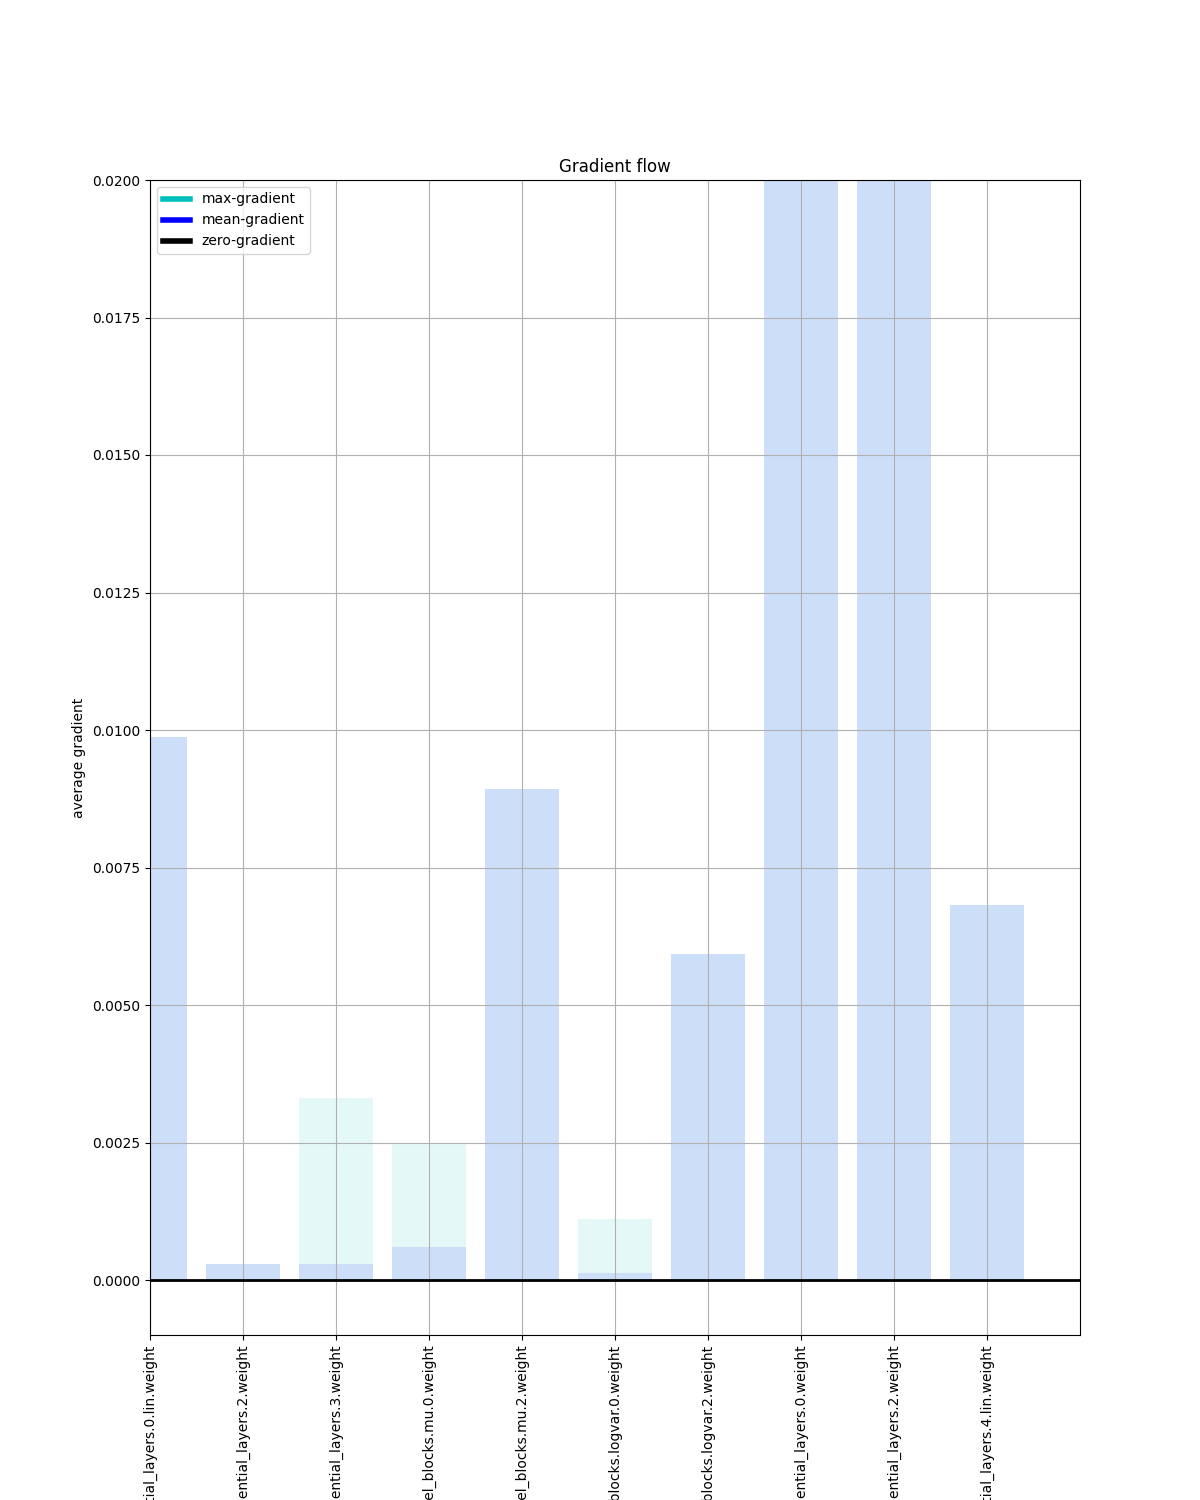 Gradient flow
max-gradient
mean-gradient
zero-gradient
0.0200
0.0175
0.0150
0.0125
0.0100
0.0075
0.0050
0.0025
0.0000
average gradient
tial_layers.0.lin.weight
ential_layers.2.weight
ential_layers.3.weight
el_blocks.mu.0.weight
el_blocks.mu.2.weight
blocks.logvar.0.weight
blocks.logvar.2.weight
ential_layers.0.weight
ential_layers.2.weight
tial_layers.4.lin.weight